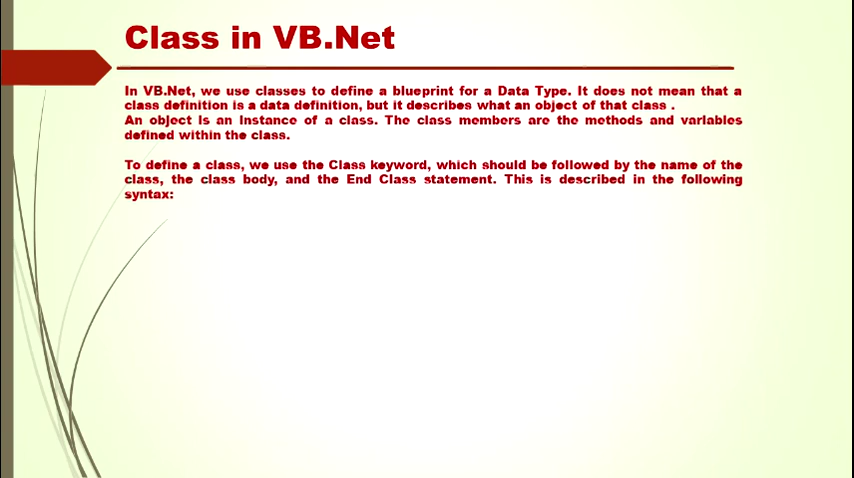 Class in VB.Net
In VB.Net, we use classes to define a blueprint for a Data Type. It does not mean that a
class definition is a data definition, but it describes what an object of that class .
An object is an instance of a class. The class members are the methods and variables
defined within the class.
To define a class, we use the Class keyword, which should be followed by the name of the
class, the class body, and the End Class statement. This is described in the following
syntax: